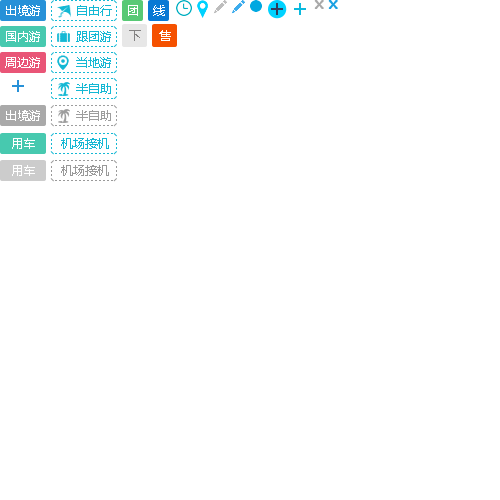 出境游 自由行 团 线
国内游 跟团游 下 售
周边游 当地游
半自助
出境游 半自助
用车 机场接机
用车 机场接机